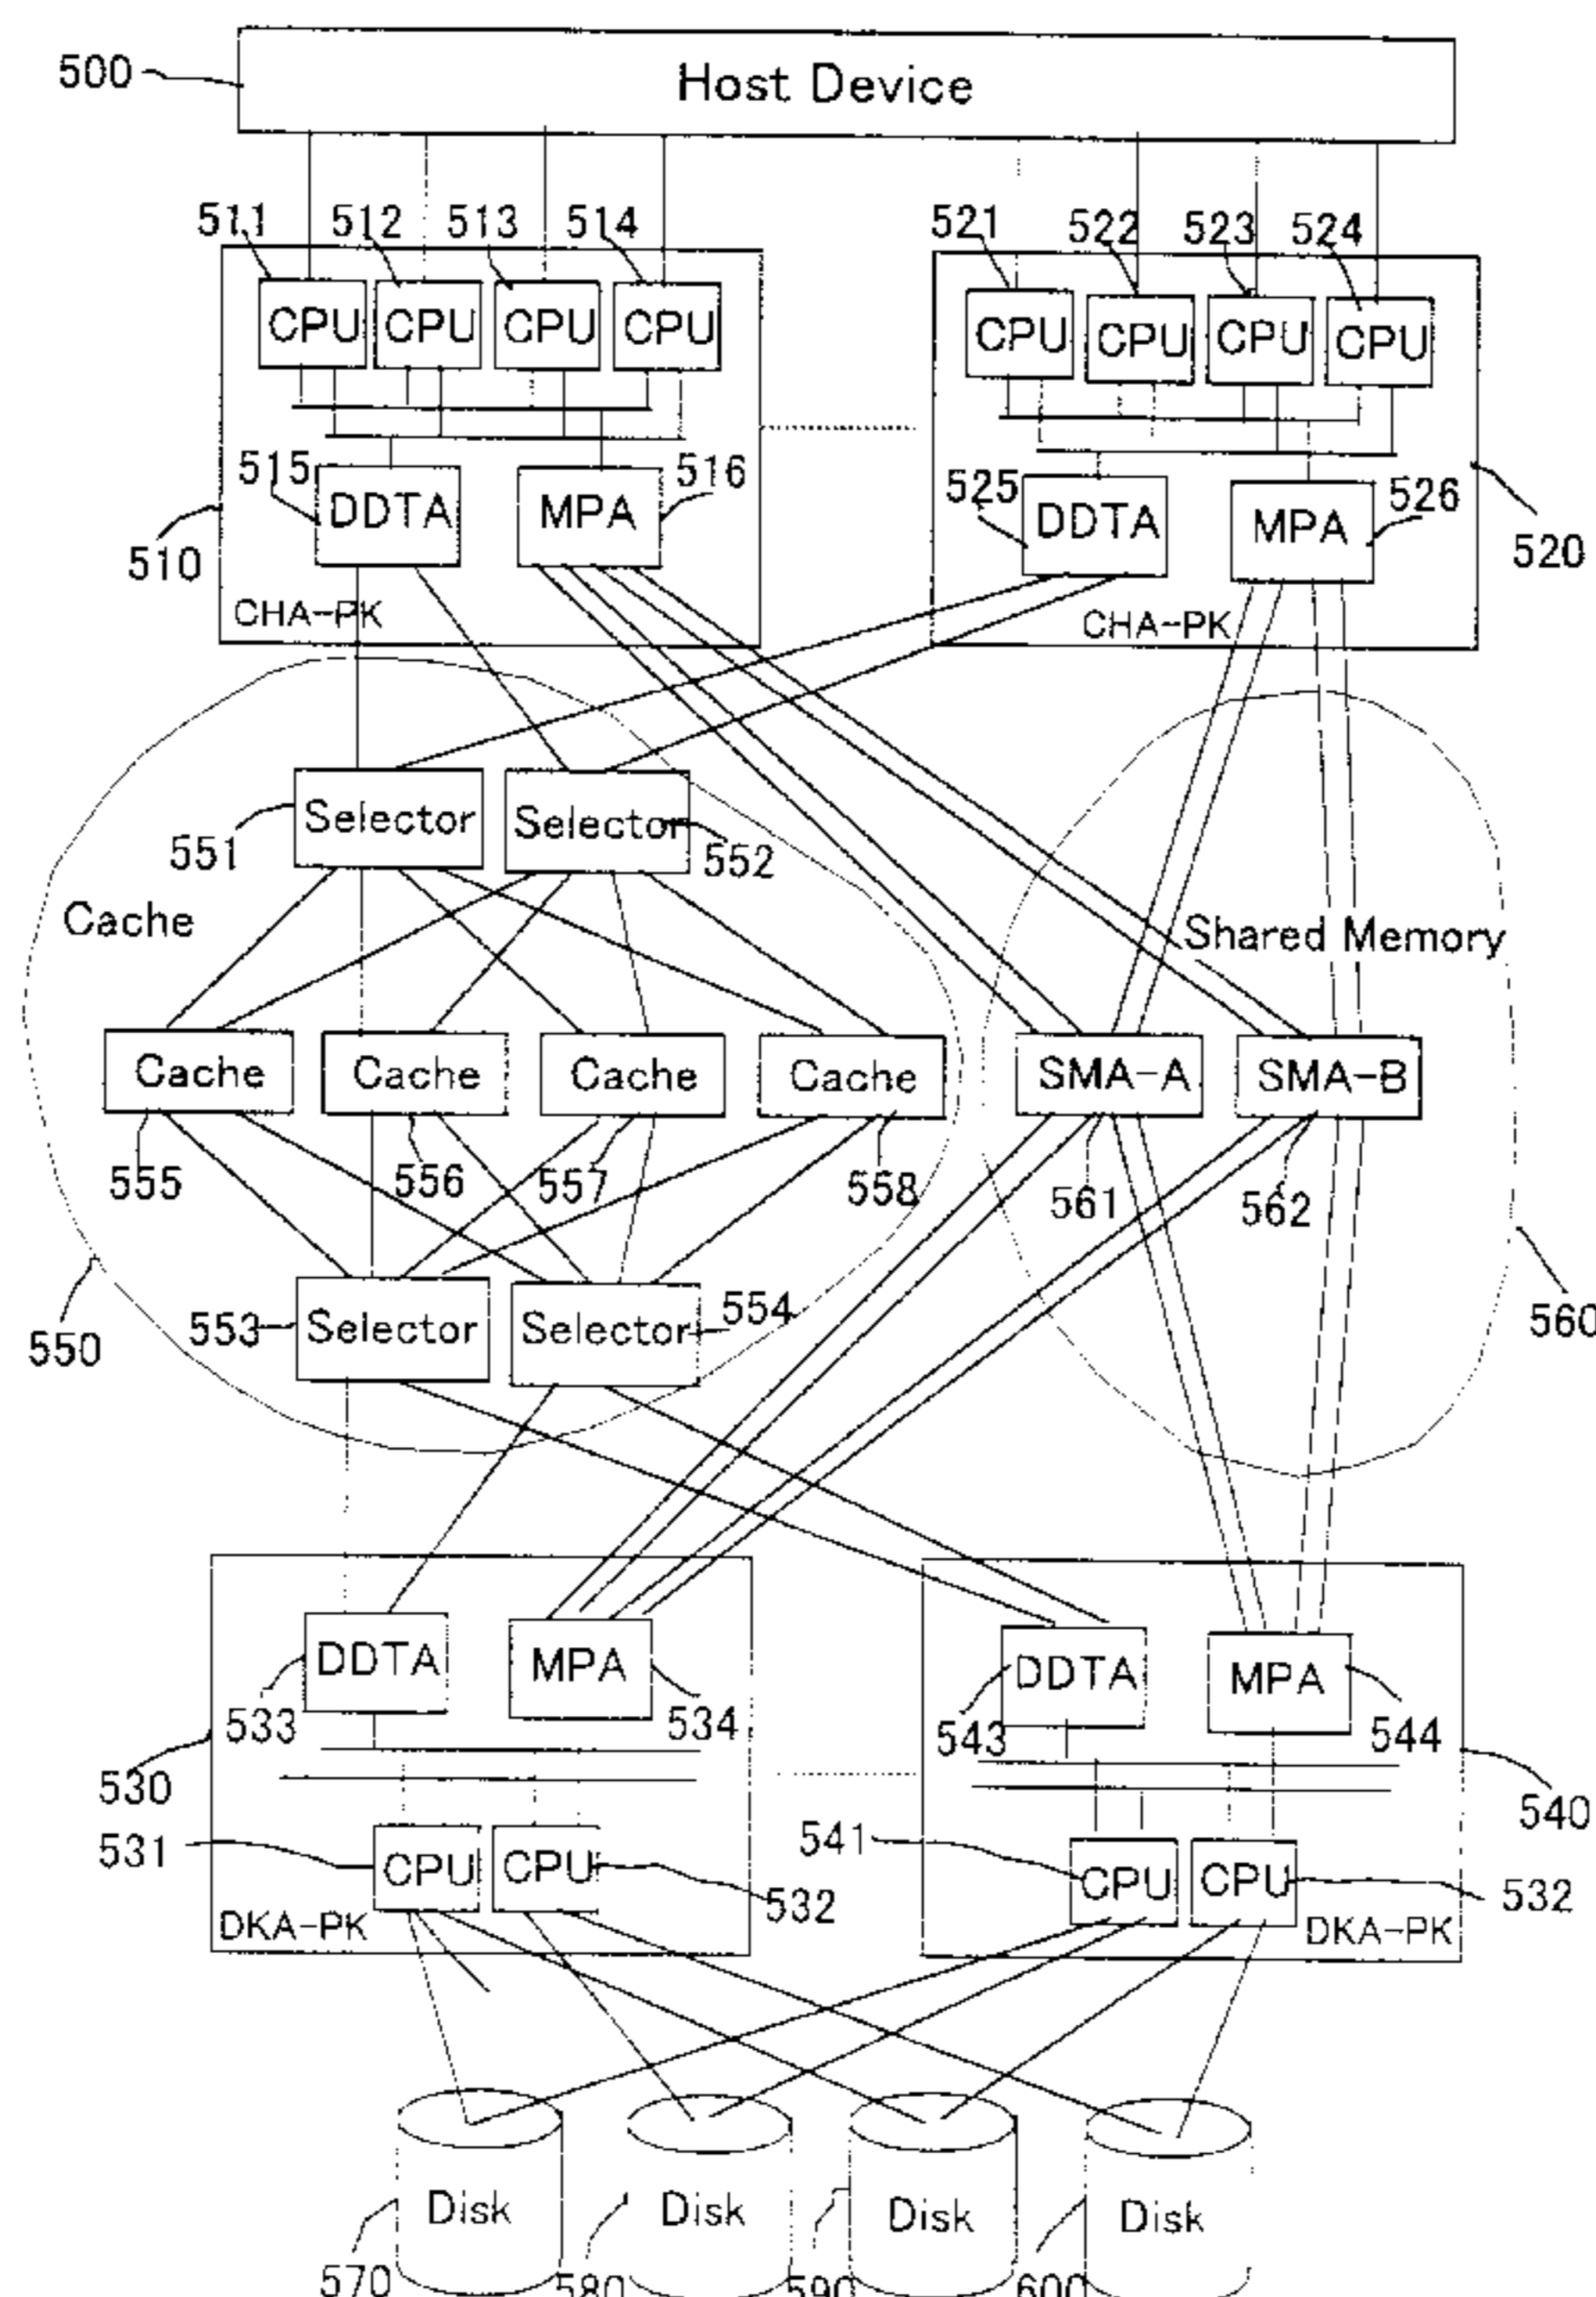 500
Host Device
511 512 513 514
521 522 523 524
CPU CPU CPU CPU
CPU CPU CPU CPU
515 DDTA MPA 516
525 DDTA MPA 526
510
520
CHA-PK
CHA-PK
551 Selector Selector 552
Cache
Shared Memory
Cache Cache Cache Cache
SMA-A SMA-B
555 556 557 558
561 562
550
553 Selector Selector 554
560
DDTA MPA
DDTA MPA
533 534
543 544
530
540
531 CPU CPU 532
541 CPU CPU 532
DKA-PK
DKA-PK
Disk Disk Disk Disk
570 580 590 600